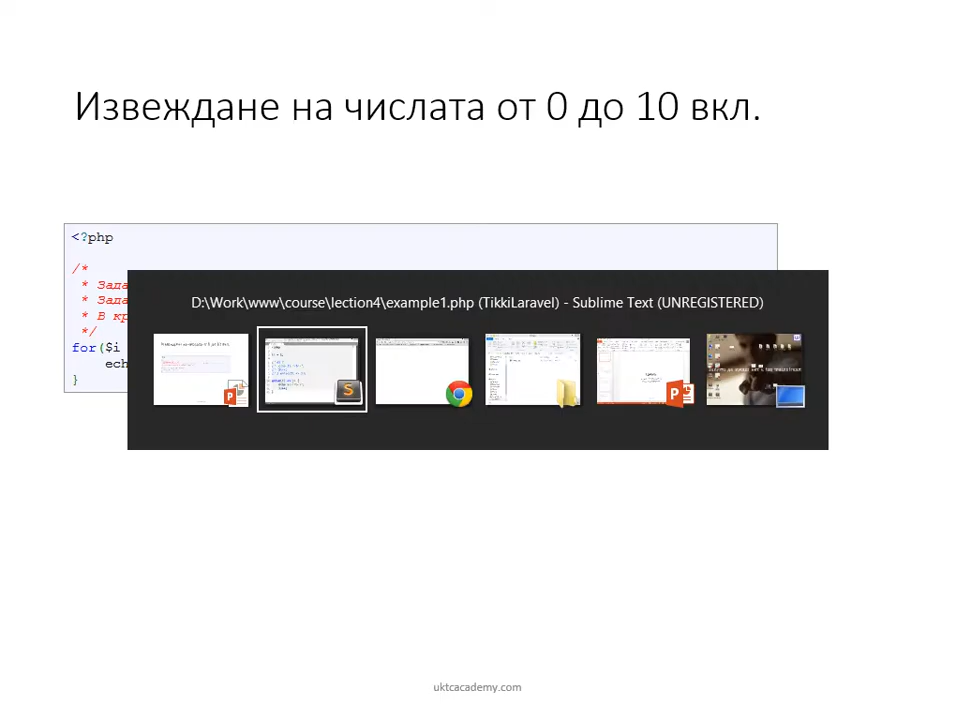 Извеждане на числата от 0 до 10 вкл.
<?php
/*
* Зада
* Зада
* В кр
*/
for($i
ech
}
D:\Work\www\course\lection4\example1.php (TikkiLaravel) - Sublime Text (UNREGISTERED)
uktcacademy.com